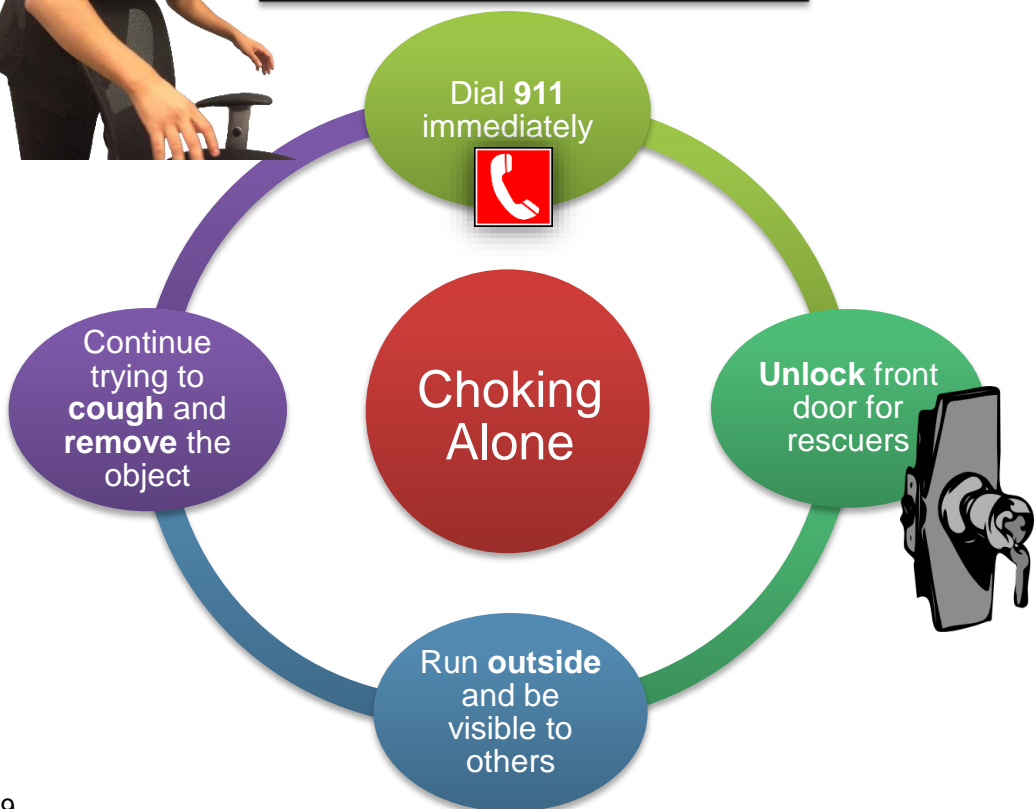 Dial 911
immediately
Choking
Alone
Unlock front
door for
rescuers
Run outside
and be
visible to
others
Continue
trying to
cough and
remove the
object
9